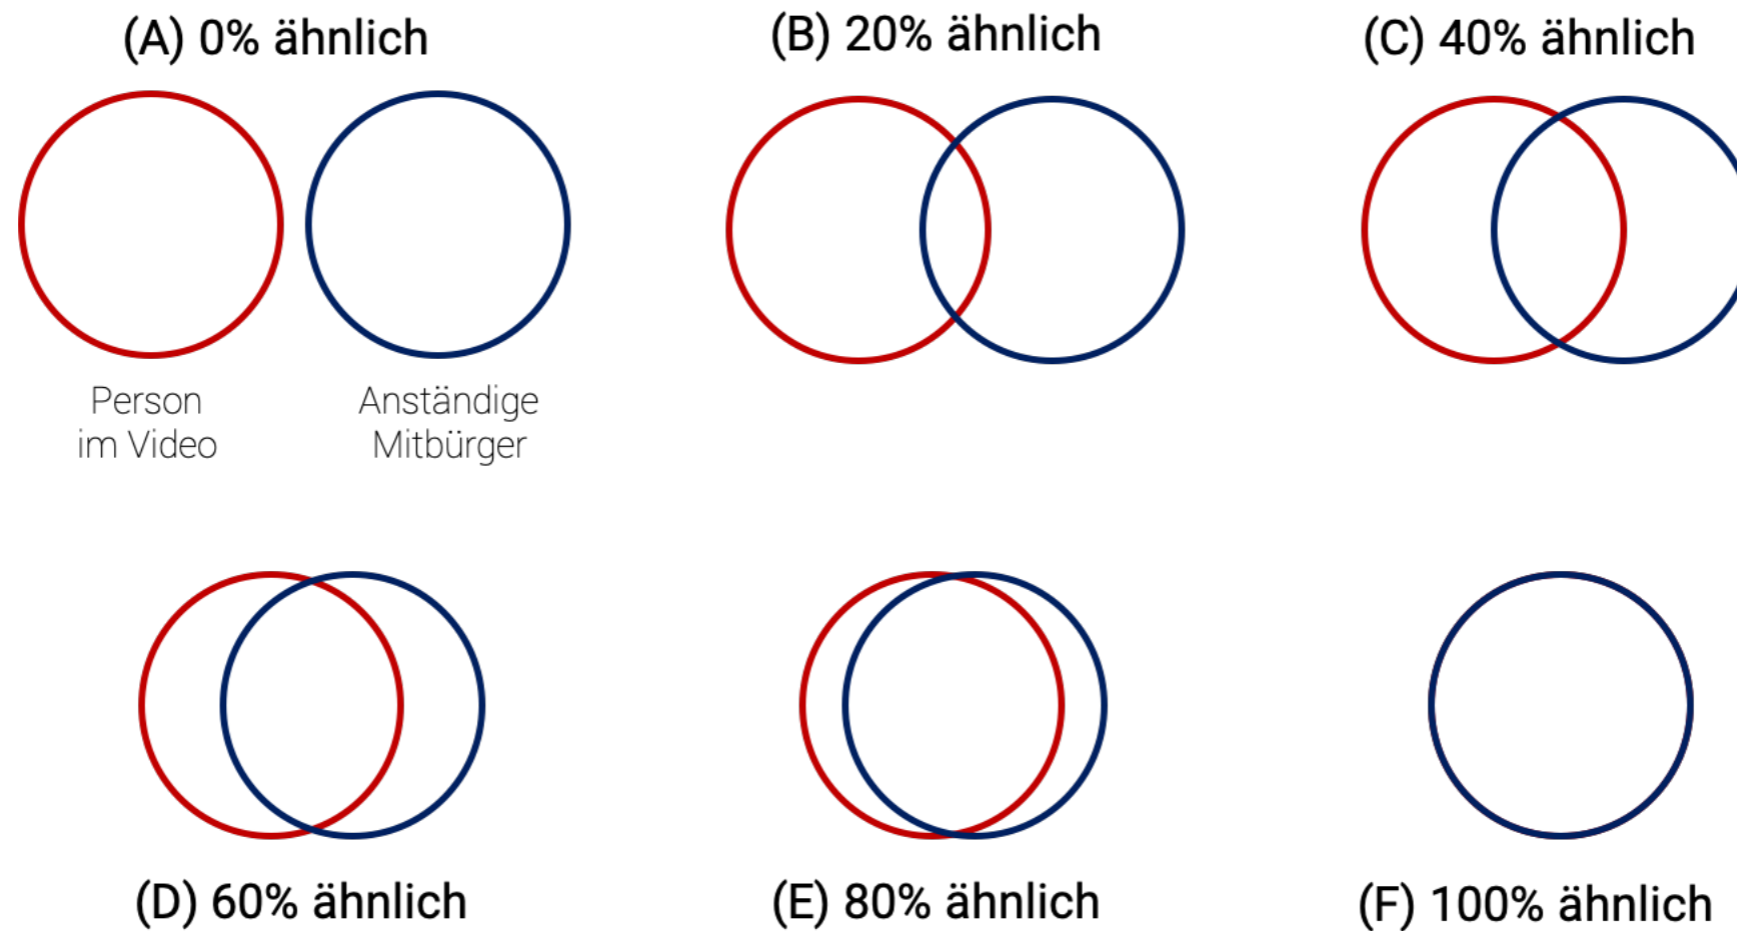 (A) 0% ähnlich
(B) 20% ähnlich
(C) 40% ähnlich
Person
im Video
Anständige
Mitbürger
(D) 60% ähnlich
(E) 80% ähnlich
(F) 100% ähnlich